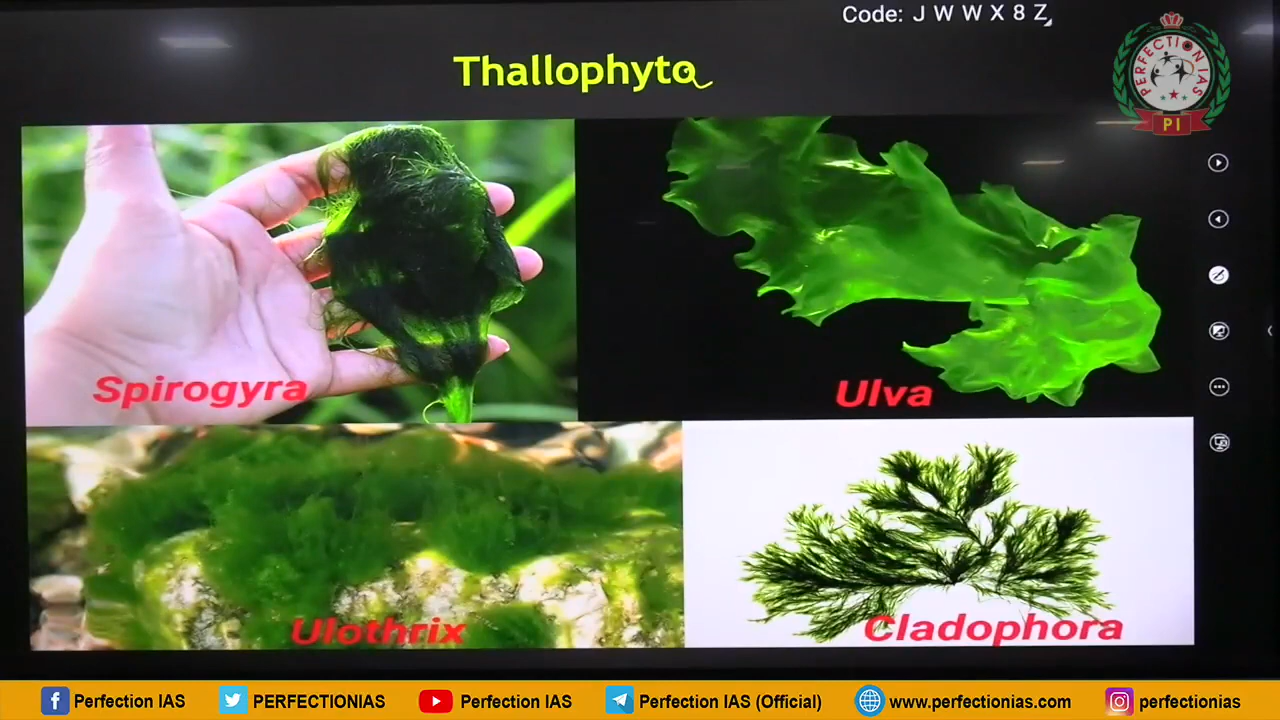 Code: J W W X 8 Z
Thallophyta
PERFECTION IAS
PI
Spirogyra
Ulva
Ulothrix
Cladophora
Perfection IAS
PERFECTIONIAS
Perfection IAS
Perfection IAS (Official)
www.perfectionias.com
perfectionias